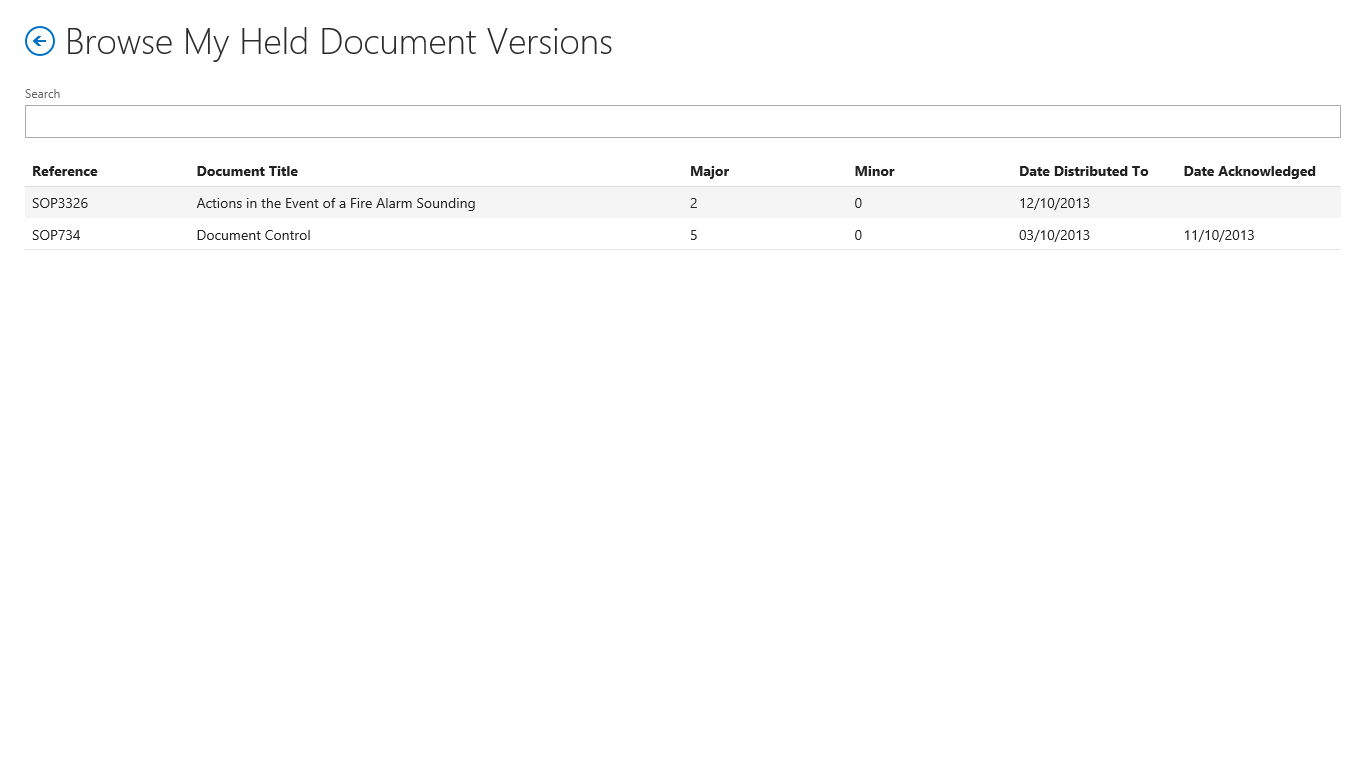 Browse My Held Document Versions
Search
Reference Document Title Major Minor Date Distributed To Date Acknowledged
SOP3326 Actions in the Event of a Fire Alarm Sounding 2 0 12/10/2013
SOP734 Document Control 5 0 03/10/2013 11/10/2013